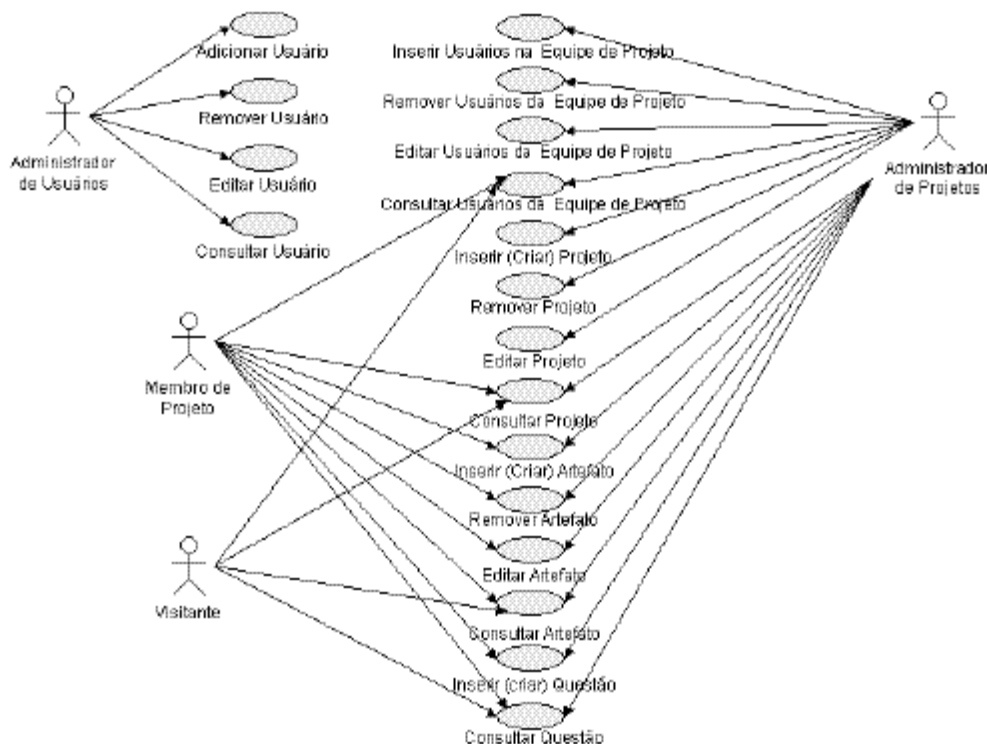 Adicionar Usuário
Inserir Usuários na Equipe de Projeto
Remover Usuário
Remover Usuários da Equipe de Projeto
Administrador
de Usuários
Editar Usuários da Equipe de Projeto
Administrador
de Projetos
Editar Usuário
Consultar Usuários da Equipe de Projeto
Consultar Usuário
Inserir (Criar) Projeto
Remover Projeto
Editar Projeto
Membro de
Projeto
Consultar Projeto
Inserir (Criar) Artefato
Remover Artefato
Editar Artefato
Visitante
Consultar Artefato
Inserir (criar) Questão
Consultar Questão